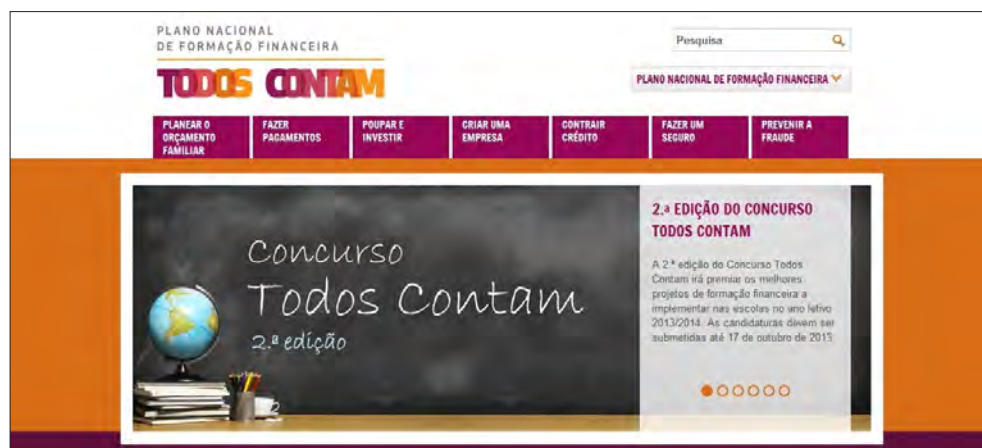 PLANO NACIONAL
DE FORMAÇÃO FINANCEIRA
TODOS CONTAM
Pesquisa
PLANO NACIONAL DE FORMAÇÃO FINANCEIRA
PLANEAR O
ORÇAMENTO
FAMILIAR
FAZER
PAGAMENTOS
POUPAR E
INVESTIR
CRIAR UMA
EMPRESA
CONTRAIR
CRÉDITO
FAZER UM
SEGURO
PREVENIR A
FRAUDE
Concurso
Todos Contam
2.ª edição
2.ª EDIÇÃO DO CONCURSO
TODOS CONTAM
A 2.ª edição do Concurso Todos
Contam irá premiar os melhores
projetos de formação financeira a
implementar nas escolas no ano letivo
2013/2014. As candidaturas devem ser
submetidas até 17 de outubro de 2013